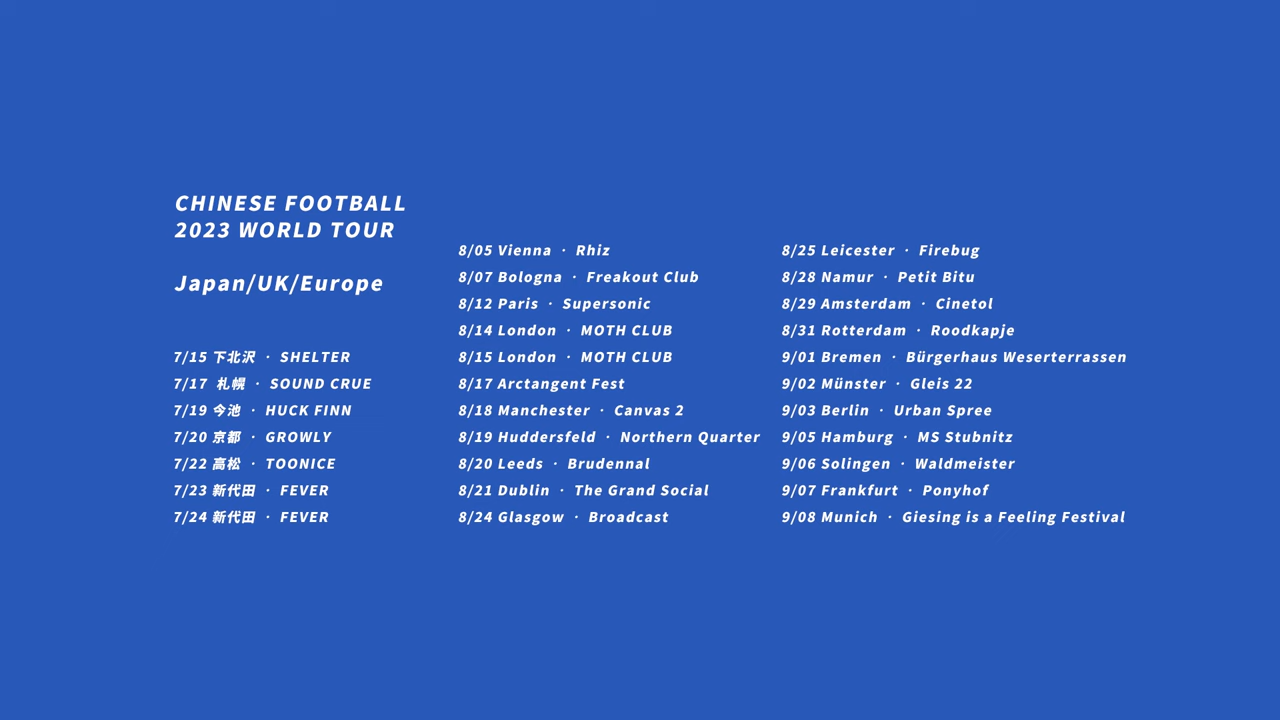 CHINESE FOOTBALL
2023 WORLD TOUR
Japan/UK/Europe
7/15 下北沢 · SHELTER
7/17 札幌 · SOUND CRUE
7/19 今池 · HUCK FINN
7/20 京都 · GROWLY
7/22 高松 · TOONICE
7/23 新代田 · FEVER
7/24 新代田 · FEVER
8/05 Vienna · Rhiz
8/07 Bologna · Freakout Club
8/12 Paris · Supersonic
8/14 London · MOTH CLUB
8/15 London · MOTH CLUB
8/17 Arctangent Fest
8/18 Manchester · Canvas 2
8/19 Huddersfeld · Northern Quarter
8/20 Leeds · Brudennal
8/21 Dublin · The Grand Social
8/24 Glasgow · Broadcast
8/25 Leicester · Firebug
8/28 Namur · Petit Bitu
8/29 Amsterdam · Cinetol
8/31 Rotterdam · Roodkapje
9/01 Bremen · Bürgerhaus Weserterrassen
9/02 Münster · Gleis 22
9/03 Berlin · Urban Spree
9/05 Hamburg · MS Stubnitz
9/06 Solingen · Waldmeister
9/07 Frankfurt · Ponyhof
9/08 Munich · Giesing is a Feeling Festival